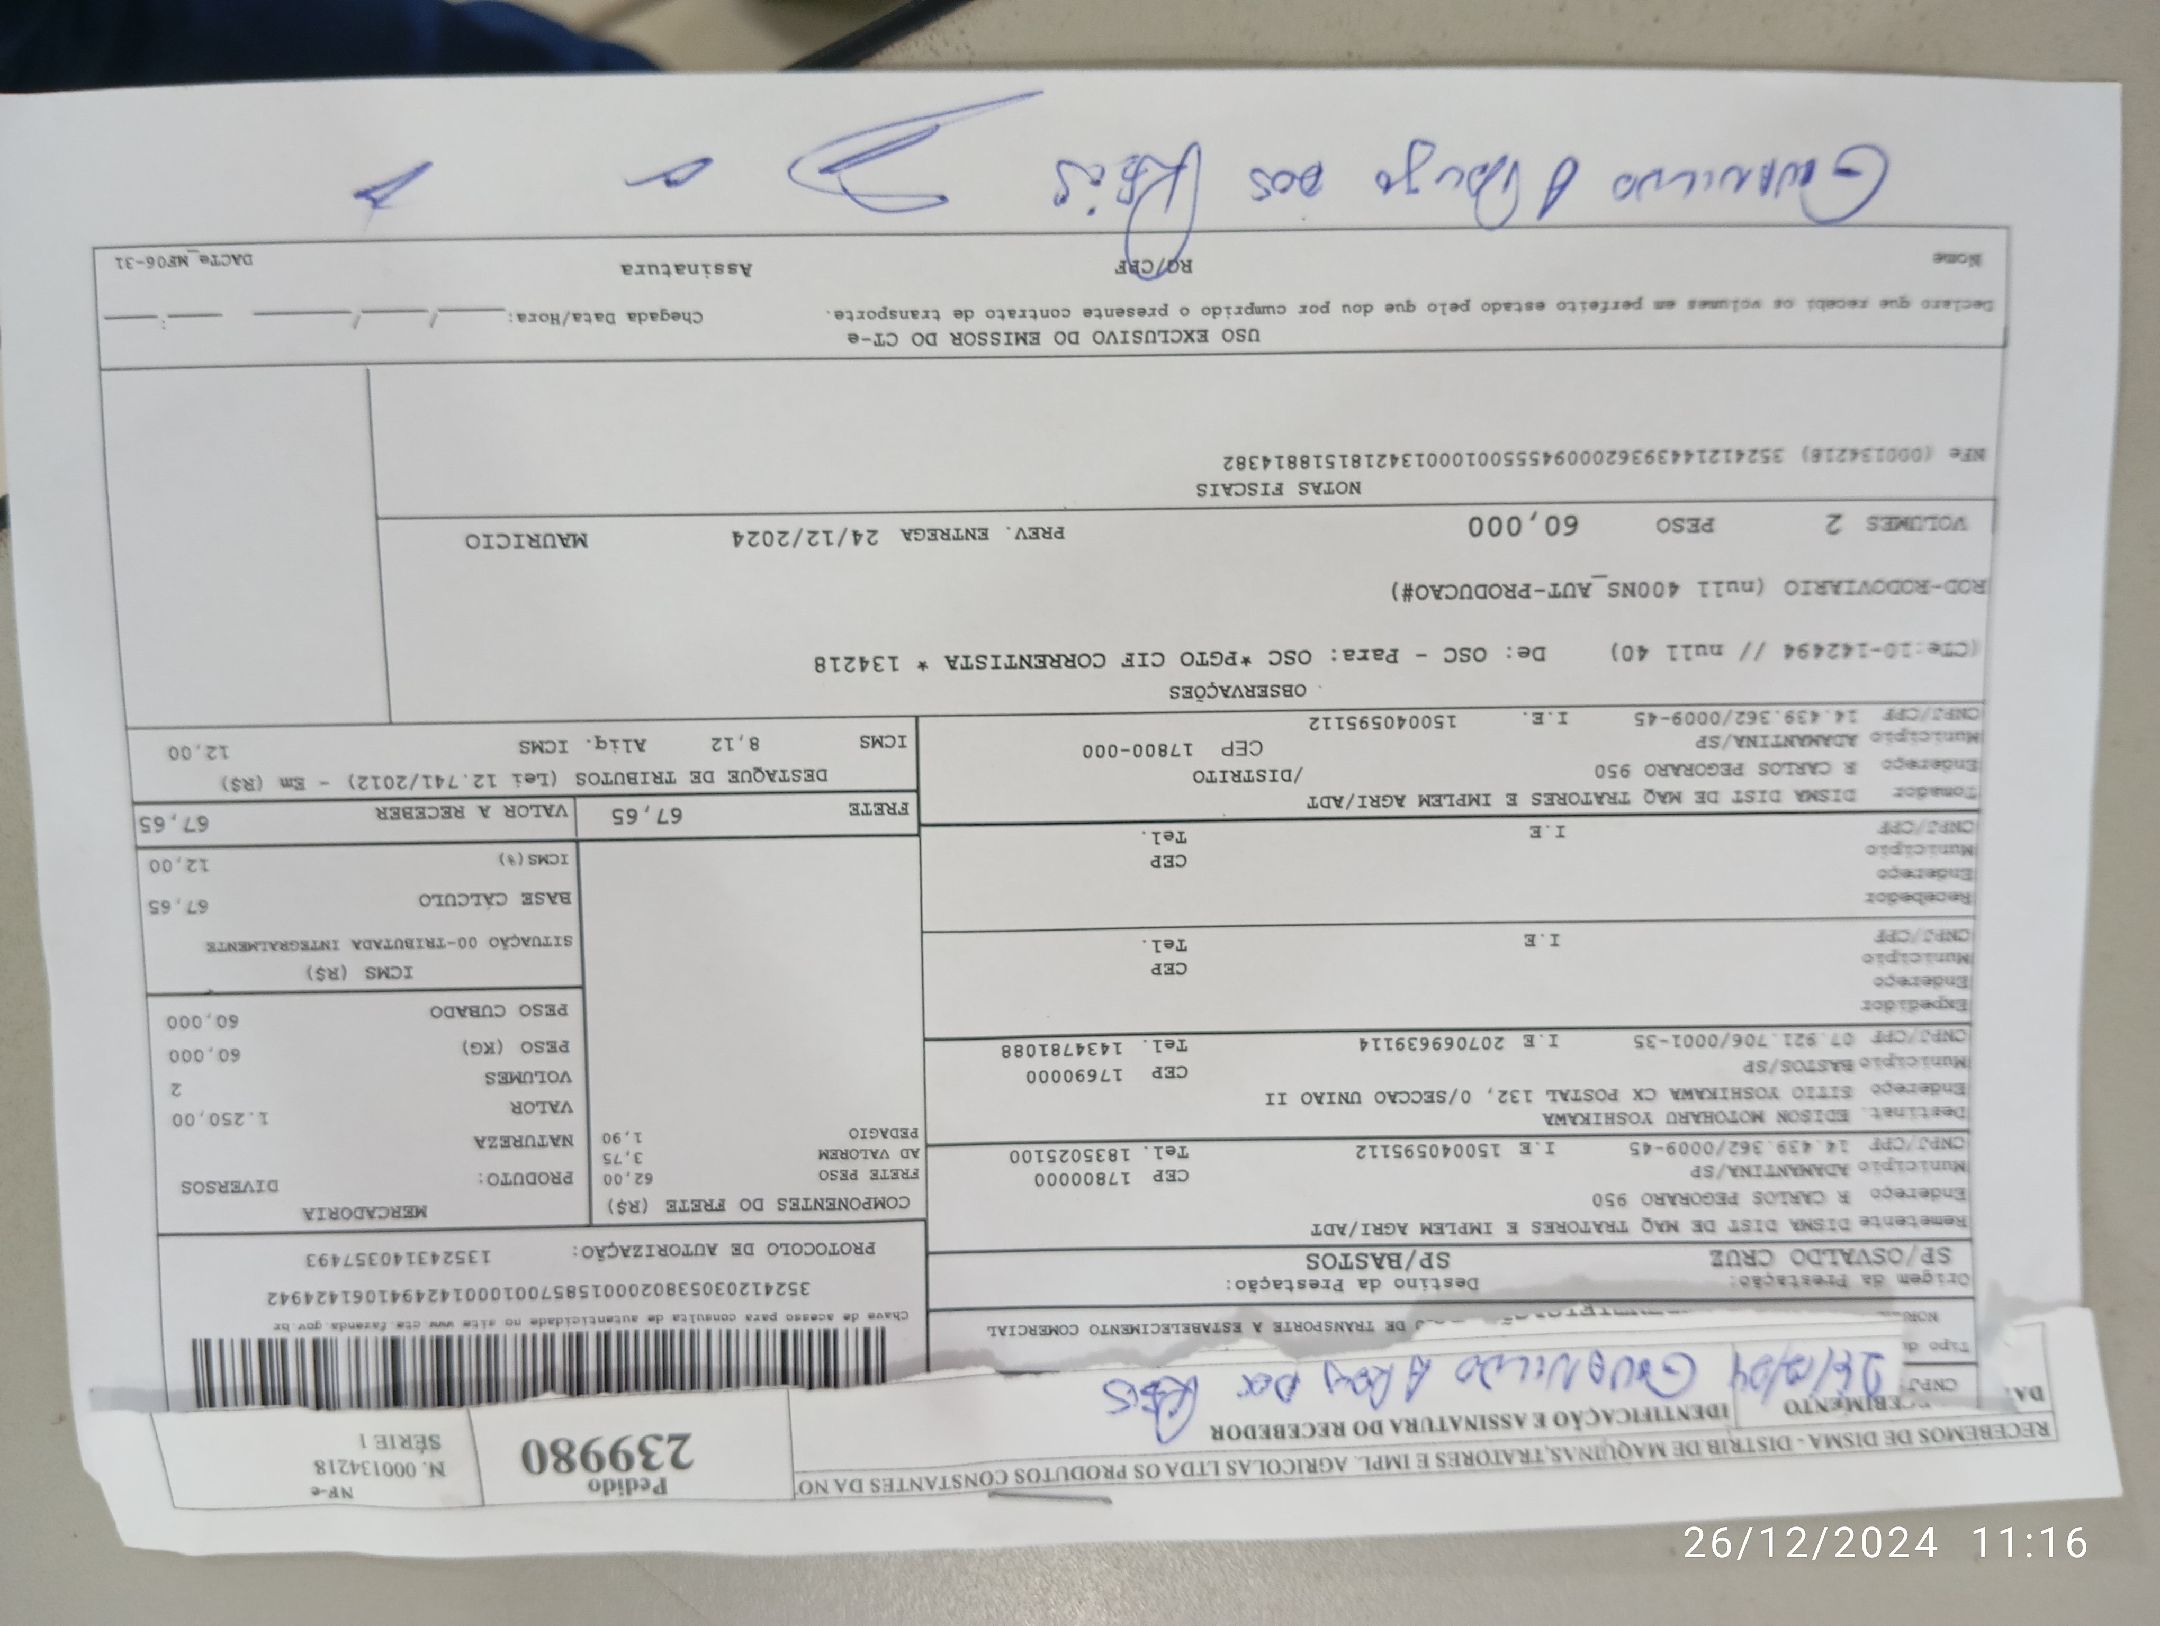 RECEBEMOS DE DISMA - DISTRIB DE MAQUINAS,TRATORES E IMPL. AGRICOLAS LTDA OS PRODUTOS CONSTANTES DA NO
IDENTIFICAÇÃO E ASSINATURA DO RECEBEDOR
26/12/24
Pedido
239980
NF-e
N. 000134218
SÉRIE 1
CNPJ
DE TRANSPORTE A ESTABELECIMENTO COMERCIAL
Chave de acesso para consulta de autenticidade no site www cte.fazenda.gov.br
35241203053802000158570010001424941061424942
PROTOCOLO DE AUTORIZAÇÃO: 135243140357493
Origem da Prestação: Destino da Prestação:
SP/OSVALDO CRUZ SP/BASTOS
Remetente DISMA DIST DE MAQ TRATORES E IMPLEM AGRI/ADT
Endereço R CARLOS PEGORARO 950
Município ADAMANTINA/SP CEP 17800000
CNPJ/CPF 14.439.362/0009-45 I.E 15004059511​2 Tel. 1835025100
Destinat. EDISON MOTOHARU YOSHIKAWA
Endereço SITIO YOSHIKAWA CX POSTAL 132, 0/SECCAO UNIAO II
Município BASTOS/SP CEP 17690000
CNPJ/CPF 07.921.706/0001-35 I.E 207069639114 Tel. 1434781088
Expedidor
Endereço
Município CEP
CNPJ/CPF I.E Tel.
Recebedor
Endereço
Município CEP
CNPJ/CPF I.E Tel.
Tomador DISMA DIST DE MAQ TRATORES E IMPLEM AGRI/ADT
Endereço R CARLOS PEGORARO 950 /DISTRITO
Município ADAMANTINA/SP CEP 17800-000
CNPJ/CPF 14.439.362/0009-45 I.E. 150040595112
COMPONENTES DO FRETE (R$)
FRETE PESO 62,00
AD VALOREM 3,75
PEDAGIO 1,90
MERCADORIA
PRODUTO: DIVERSOS
NATUREZA
VALOR 1.250,00
VOLUMES 2
PESO (KG) 60,000
PESO CUBADO 60,000
ICMS (R$)
SITUAÇÃO 00-TRIBUTADA INTEGRALMENTE
BASE CÁLCULO 67,65
ICMS(%) 12,00
FRETE 67,65 VALOR A RECEBER 67,65
DESTAQUE DE TRIBUTOS (Lei 12.741/2012) - Em (R$)
ICMS 8,12 Aliq. ICMS 12,00
OBSERVAÇÕES
(CTe:10-142494 // null 40) De: OSC - Para: OSC *PGTO CIF CORRENTISTA * 134218
ROD-RODOVIARIO (null 400NS_AUT-PRODUCAO#)
VOLUMES 2 PESO 60,000 PREV. ENTREGA 24/12/2024 MAURICIO
NOTAS FISCAIS
NFe (000134218) 35241214439362000945550010001342181518814382
USO EXCLUSIVO DO EMISSOR DO CT-e
Declaro que recebi os volumes em perfeito estado pelo que dou por cumprido o presente contrato de transporte. Chegada Data/Hora: ____/____/____ ___:___
Nome RG/CPF Assinatura DACTe_MF06-31
dos Reis
26/12/2024 11:16